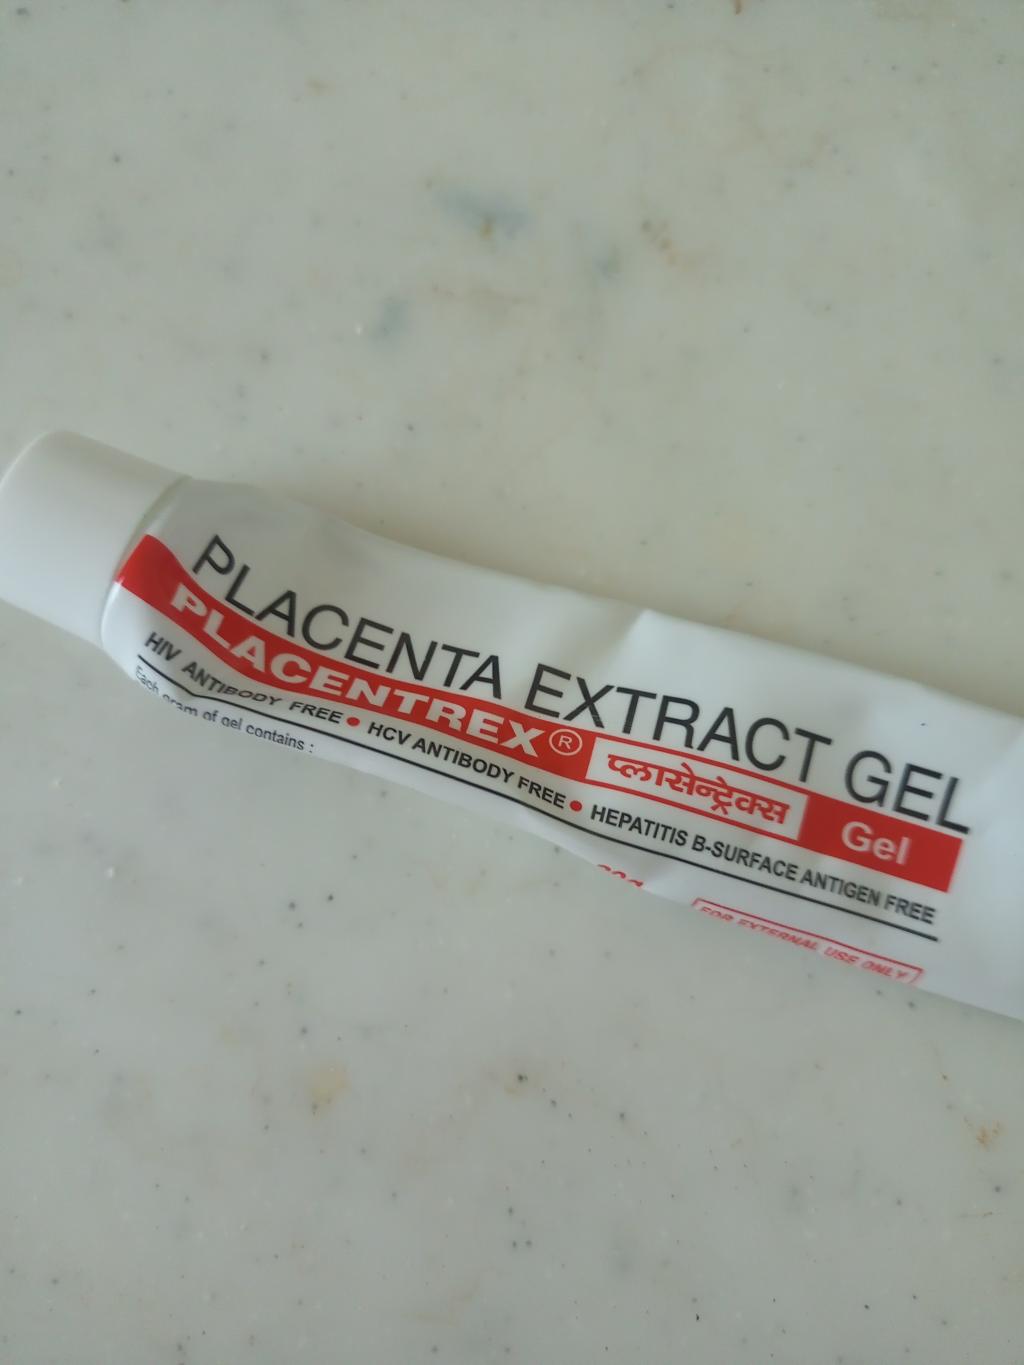 PLACENTA EXTRACT GEL
PLACENTREX® प्लासेन्ट्रेक्स Gel
HIV ANTIBODY FREE • HCV ANTIBODY FREE • HEPATITIS B-SURFACE ANTIGEN FREE
Each gram of gel contains :
FOR EXTERNAL USE ONLY